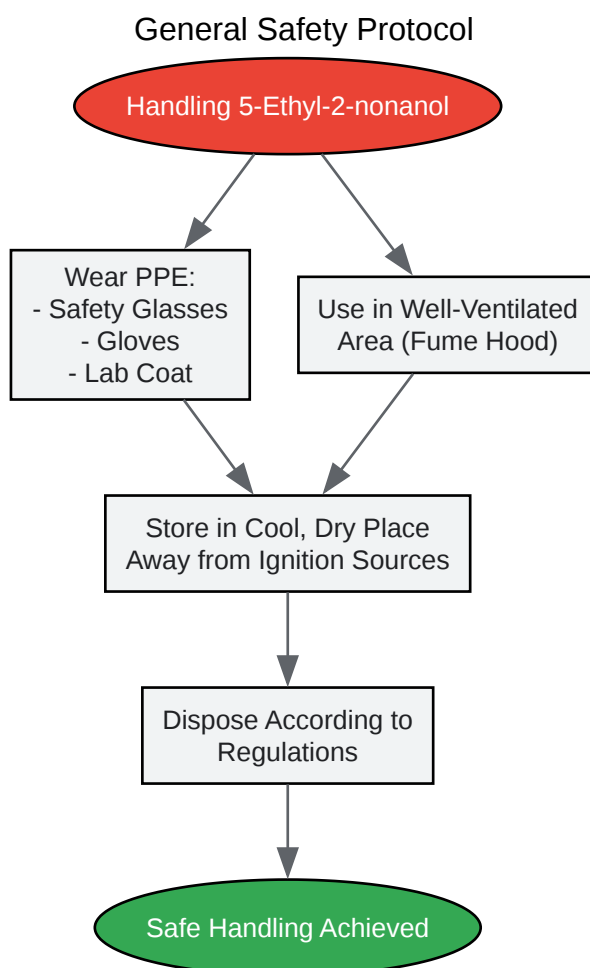 General Safety Protocol
Handling 5-Ethyl-2-nonanol
Wear PPE:
- Safety Glasses
- Gloves
- Lab Coat
Use in Well-Ventilated
Area (Fume Hood)
Store in Cool, Dry Place
Away from Ignition Sources
Dispose According to
Regulations
Safe Handling Achieved